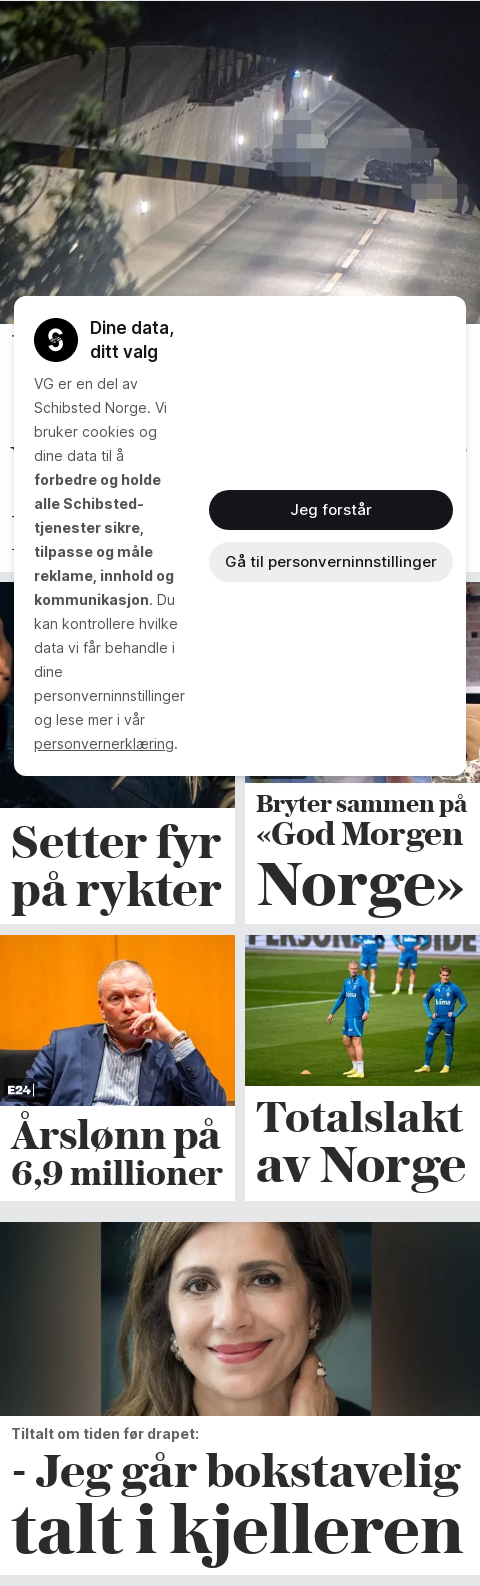 Dine data,
ditt valg
VG er en del av
Schibsted Norge. Vi
bruker cookies og
dine data til å
forbedre og holde
alle Schibsted-
tjenester sikre,
tilpasse og måle
reklame, innhold og
kommunikasjon. Du
kan kontrollere hvilke
data vi får behandle i
dine
personverninnstillinger
og lese mer i vår
personvernerklæring.
Jeg forstår
Gå til personverninnstillinger
Setter fyr
på rykter
Bryter sammen på
«God Morgen
Norge»
E24
Årslønn på
6,9 millioner
Totalslakt
av Norge
Tiltalt om tiden før drapet:
- Jeg går bokstavelig
talt i kjelleren